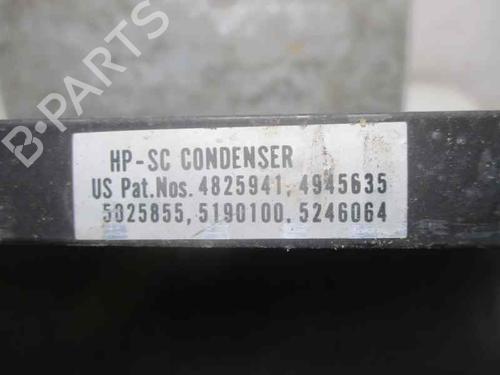 B-PARTS
HP-SC CONDENSER
US Pat.Nos. 4825941, 4945635
5025855, 5190100, 5246064